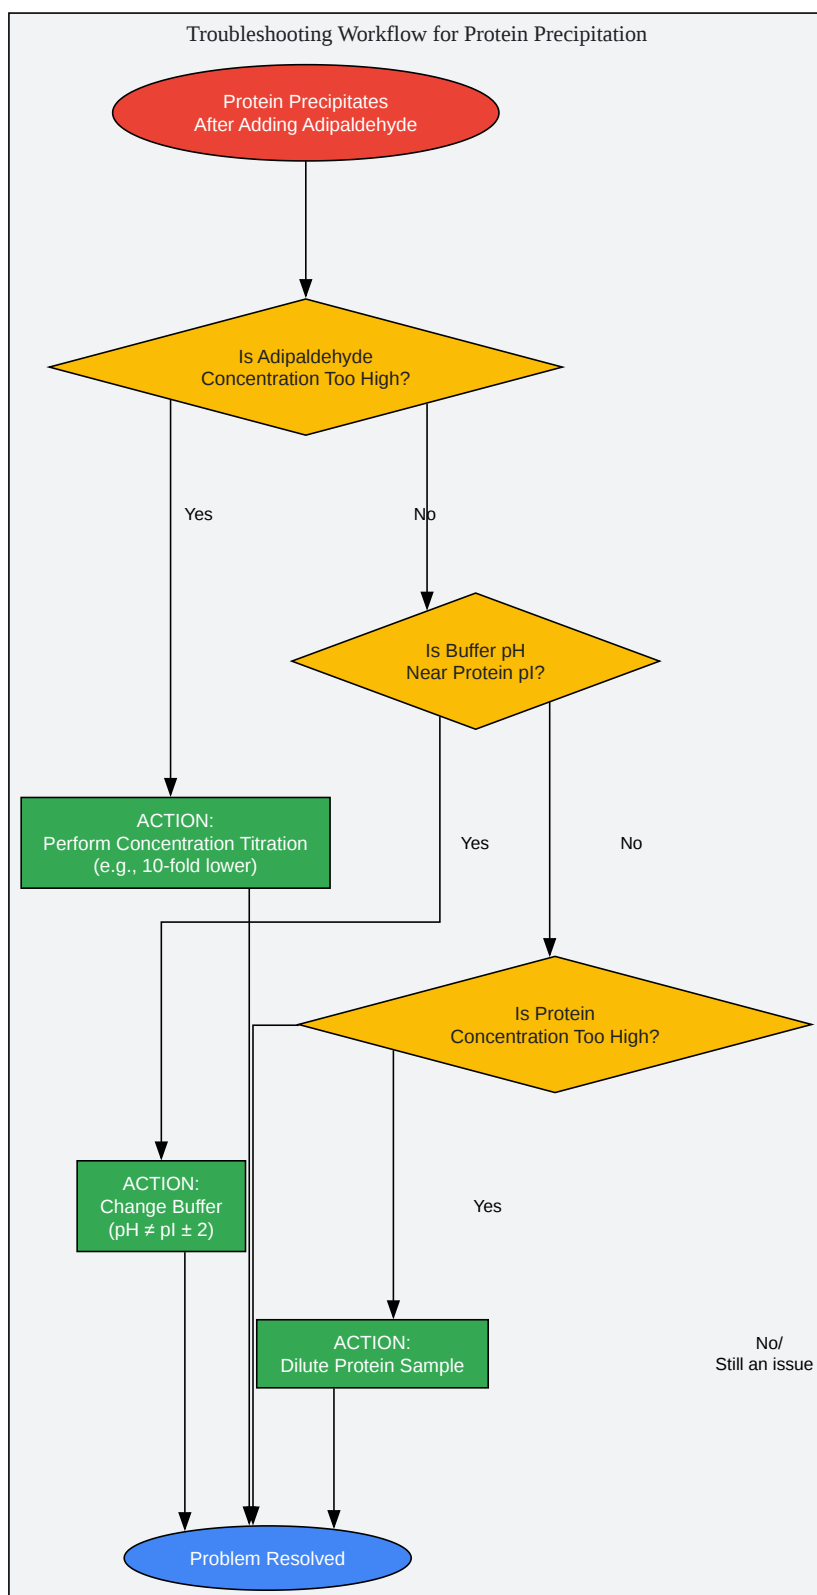 Troubleshooting Workflow for Protein Precipitation
Protein Precipitates
After Adding Adipaldehyde
Is Adipaldehyde
Concentration Too High?
Yes
No
Is Buffer pH
Near Protein pI?
ACTION:
Perform Concentration Titration
(e.g., 10-fold lower)
Yes
No
Is Protein
Concentration Too High?
ACTION:
Change Buffer
(pH ≠ pI ± 2)
Yes
ACTION:
Dilute Protein Sample
No/
Still an issue
Problem Resolved